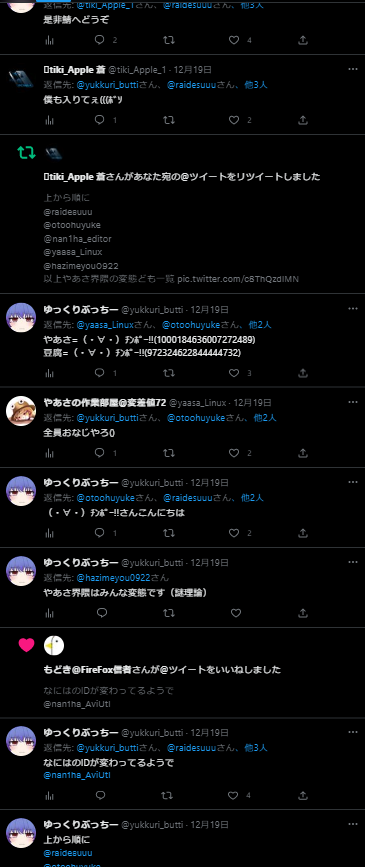 返信先: @tiki_Apple_1さん、@raidesuuuさん、他3人
是非鯖へどうぞ
2 4
tiki_Apple 蒼 @tiki_Apple_1 · 12月19日
返信先: @yukkuri_buttiさん、@raidesuuuさん、他3人
僕も入りてぇ(((ﾎﾞｿ
1 2
tiki_Apple 蒼さんがあなた宛の@ツイートをリツイートしました
上から順に
@raidesuuu
@otoohuyuke
@nan1ha_editor
@yaasa_Linux
@hazimeyou0922
以上やあさ界隈の変態ども一覧 pic.twitter.com/c8ThQzdIMN
ゆっくりぶっちー @yukkuri_butti · 12月19日
返信先: @yaasa_Linuxさん、@otoohuyukeさん、他2人
やあさ=（・∀・）ﾁﾝﾎﾟｰ!!(1000184636007272489)
豆腐=（・∀・）ﾁﾝﾎﾟｰ!!(972324622844444732)
1 3
やあさの作業部屋@変差値72 @yaasa_Linux · 12月19日
返信先: @yukkuri_buttiさん、@otoohuyukeさん、他2人
全員おなじやろ()
1 2
ゆっくりぶっちー @yukkuri_butti · 12月19日
返信先: @otoohuyukeさん、@raidesuuuさん、他2人
（・∀・）ﾁﾝﾎﾟｰ!!さんこんにちは
1 2
ゆっくりぶっちー @yukkuri_butti · 12月19日
返信先: @hazimeyou0922さん
やあさ界隈はみんな変態です（謎理論）
もどき@FireFox信者さんが@ツイートをいいねしました
なにはのIDが変わってるようで
@nan1ha_AviUtl
ゆっくりぶっちー @yukkuri_butti · 12月19日
返信先: @yukkuri_buttiさん、@raidesuuuさん、他3人
なにはのIDが変わってるようで
@nan1ha_AviUtl
4
ゆっくりぶっちー @yukkuri_butti · 12月19日
上から順に
@raidesuuu
@otoohuyuke